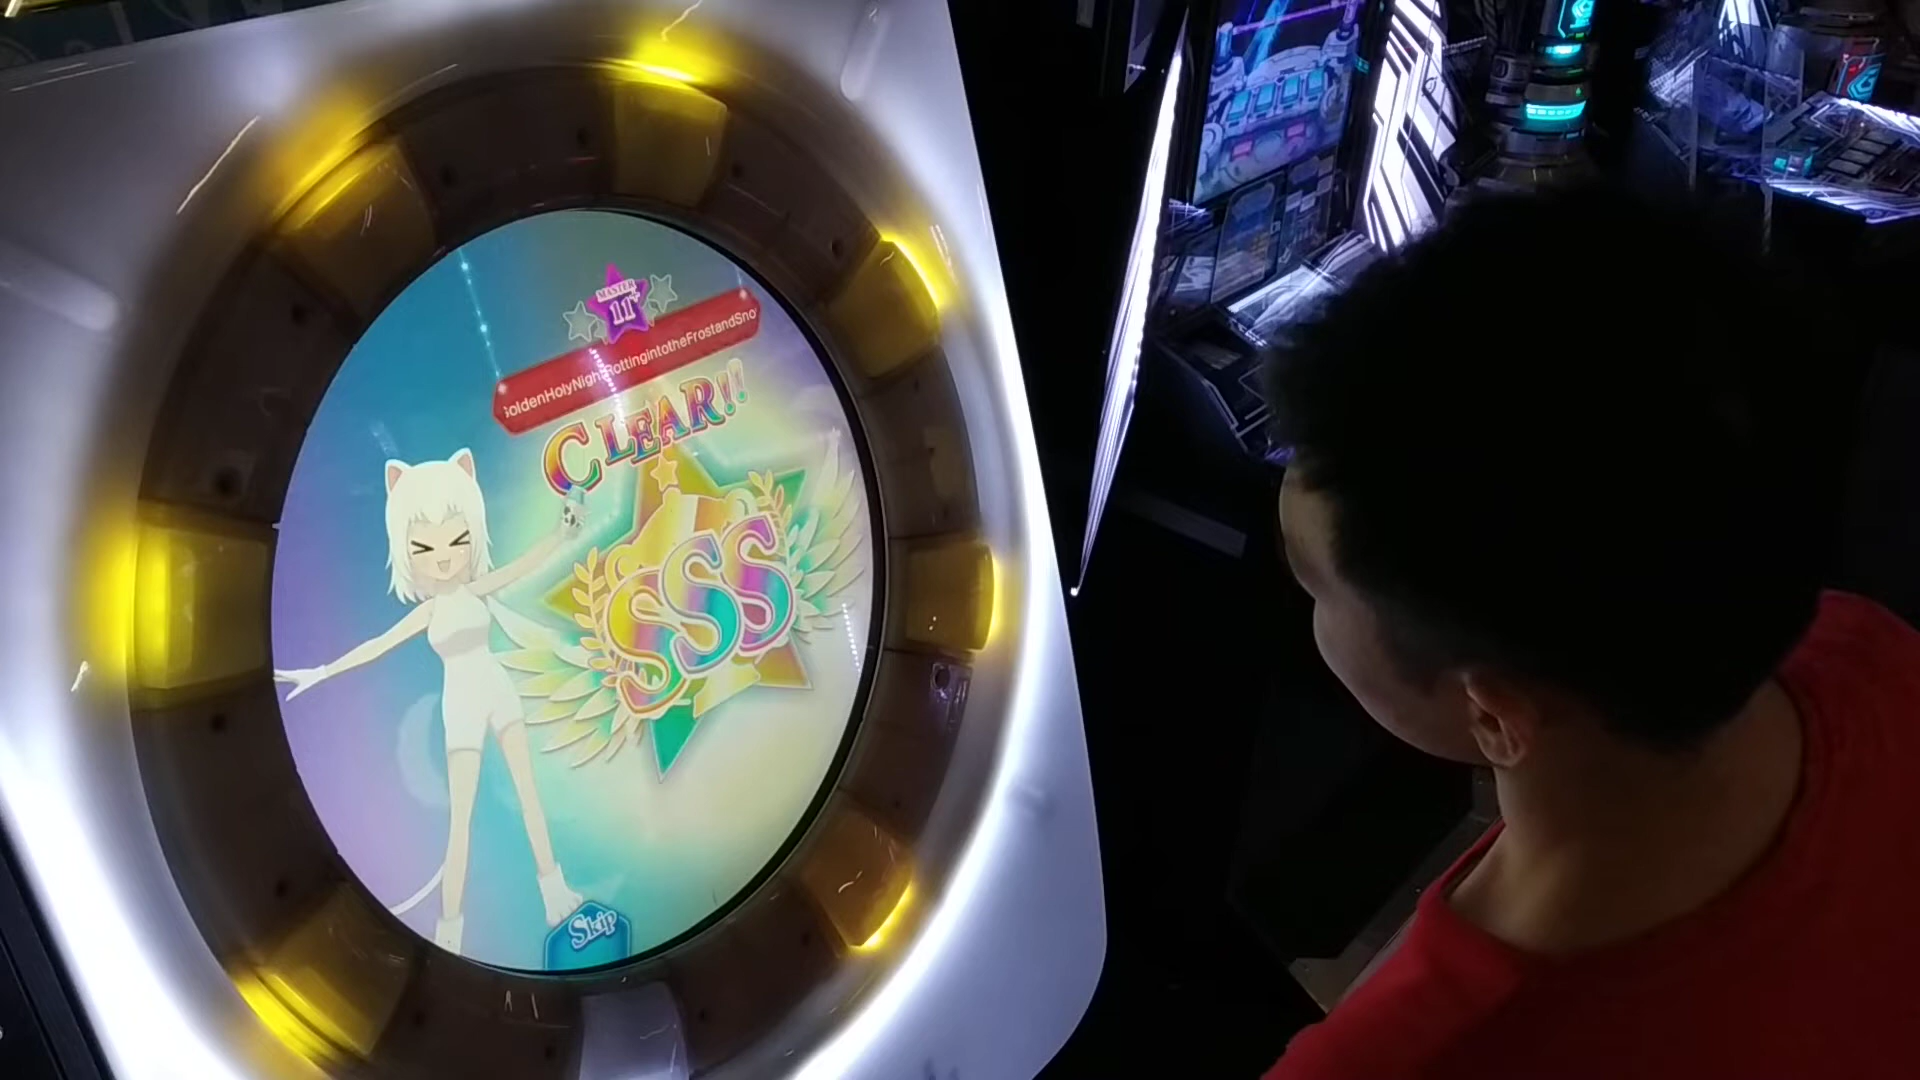 MASTER
11+
GoldenHolyNightRottingintotheFrostandSno
CLEAR!!
SSS
Skip